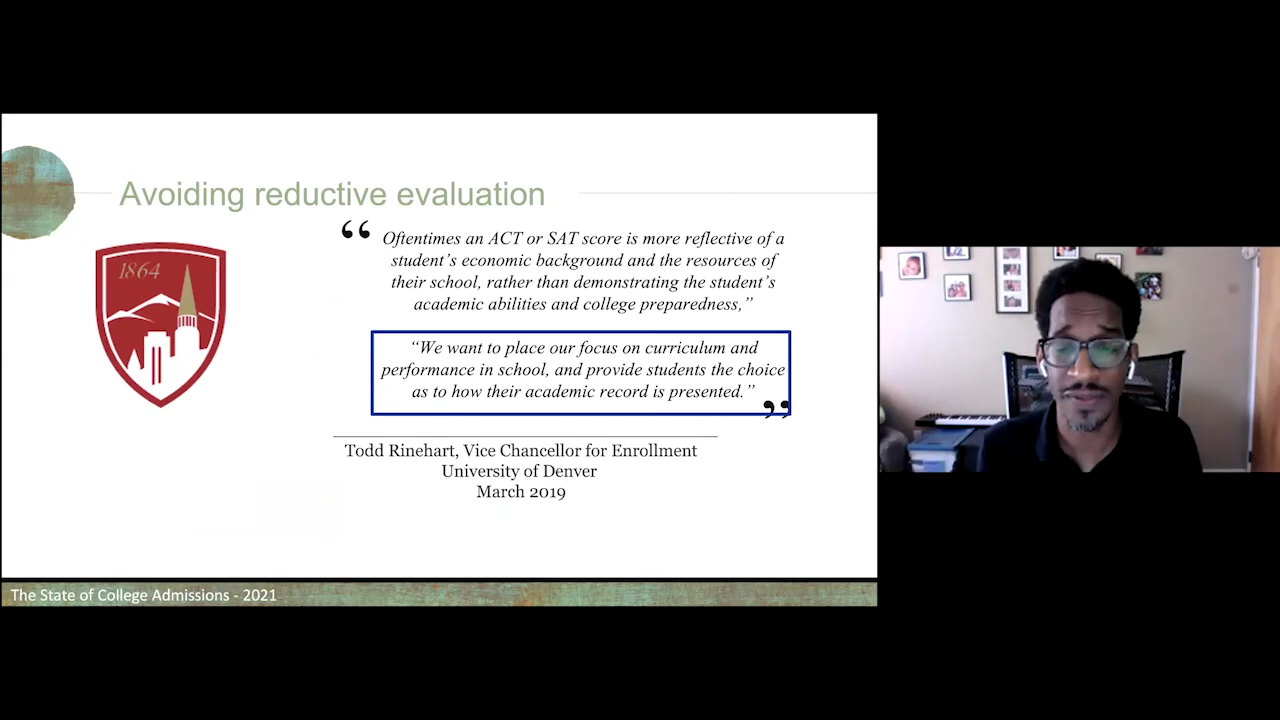 Avoiding reductive evaluation
1864
“ Oftentimes an ACT or SAT score is more reflective of a
student’s economic background and the resources of
their school, rather than demonstrating the student’s
academic abilities and college preparedness,”
“We want to place our focus on curriculum and
performance in school, and provide students the choice
as to how their academic record is presented.”
”
Todd Rinehart, Vice Chancellor for Enrollment
University of Denver
March 2019
The State of College Admissions - 2021